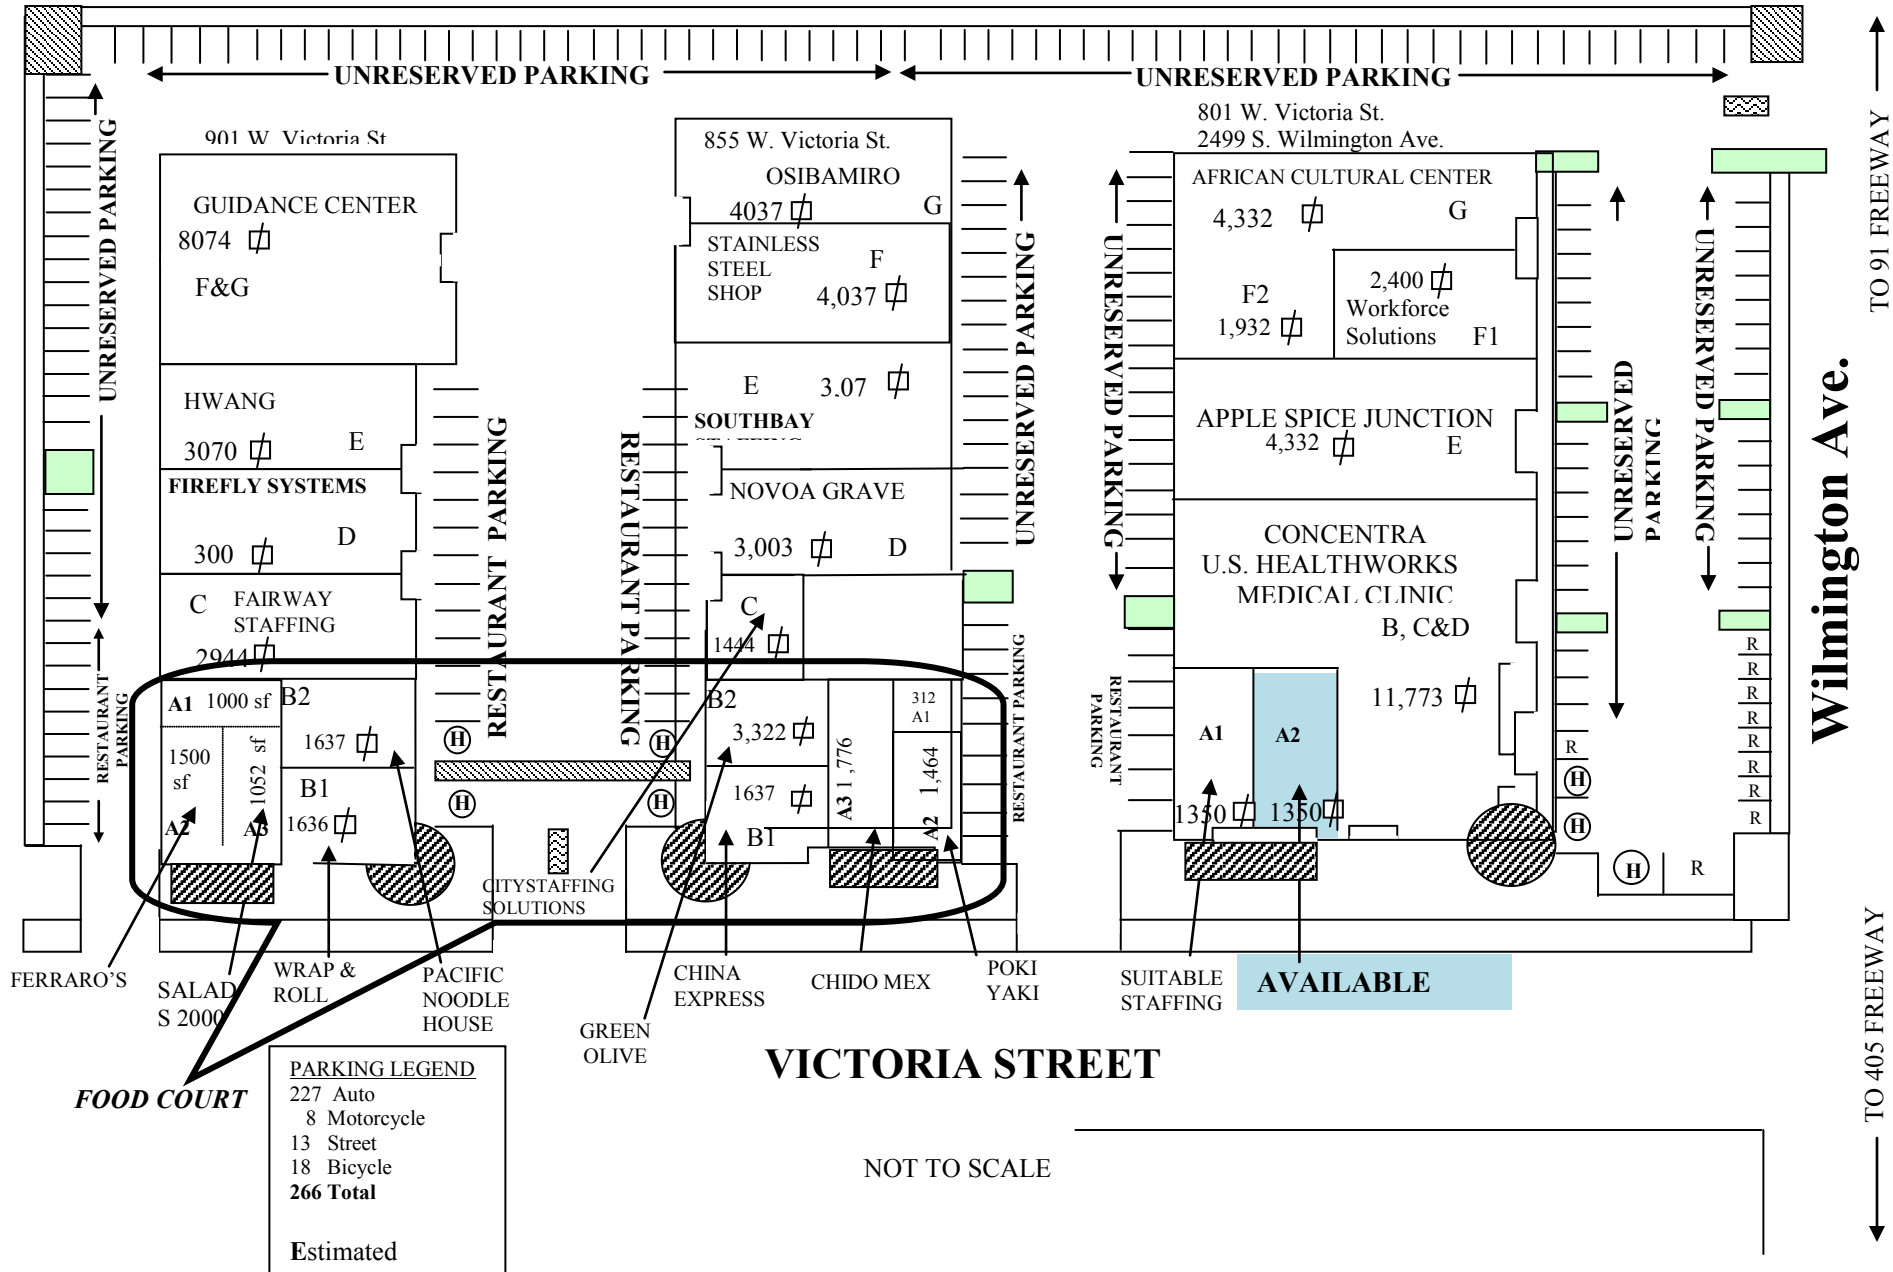 UNRESERVED PARKING
UNRESERVED PARKING
TO 91 FREEWAY
UNRESERVED PARKING
901 W. Victoria St
GUIDANCE CENTER
8074
F&G
HWANG
3070 E
FIREFLY SYSTEMS
D
300
C FAIRWAY
STAFFING
2944
RESTAURANT PARKING
A1 1000 sf
B2
1500
sf
1052 sf
A2
A3
1637
B1
1636
RESTAURANT PARKING
RESTAURANT PARKING
H
H
H
H
855 W. Victoria St.
OSIBAMIRO
4037 G
STAINLESS
STEEL
SHOP
F
4,037
E 3.07
SOUTHBAY
NOVOA GRAVE
3,003 D
C
1444
B2
3,322
1637
B1
A3 1,776
312
A1
A2 1,464
UNRESERVED PARKING
RESTAURANT PARKING
UNRESERVED PARKING
RESTAURANT
PARKING
801 W. Victoria St.
2499 S. Wilmington Ave.
AFRICAN CULTURAL CENTER
4,332 G
F2
1,932
2,400
Workforce
Solutions F1
APPLE SPICE JUNCTION
4,332 E
CONCENTRA
U.S. HEALTHWORKS
MEDICAL CLINIC
B, C&D
11,773
A1
A2
1350
1350
UNRESERVED
PARKING
UNRESERVED PARKING
R
H
H
R
R
R
R
R
R
R
R
H
R
Wilmington Ave.
TO 405 FREEWAY
CITYSTAFFING
SOLUTIONS
FERRARO'S
SALAD
S 2000
WRAP &
ROLL
PACIFIC
NOODLE
HOUSE
GREEN
OLIVE
CHINA
EXPRESS
CHIDO MEX
POKI
YAKI
SUITABLE
STAFFING
AVAILABLE
VICTORIA STREET
FOOD COURT
PARKING LEGEND
227 Auto
8 Motorcycle
13 Street
18 Bicycle
266 Total
Estimated
NOT TO SCALE